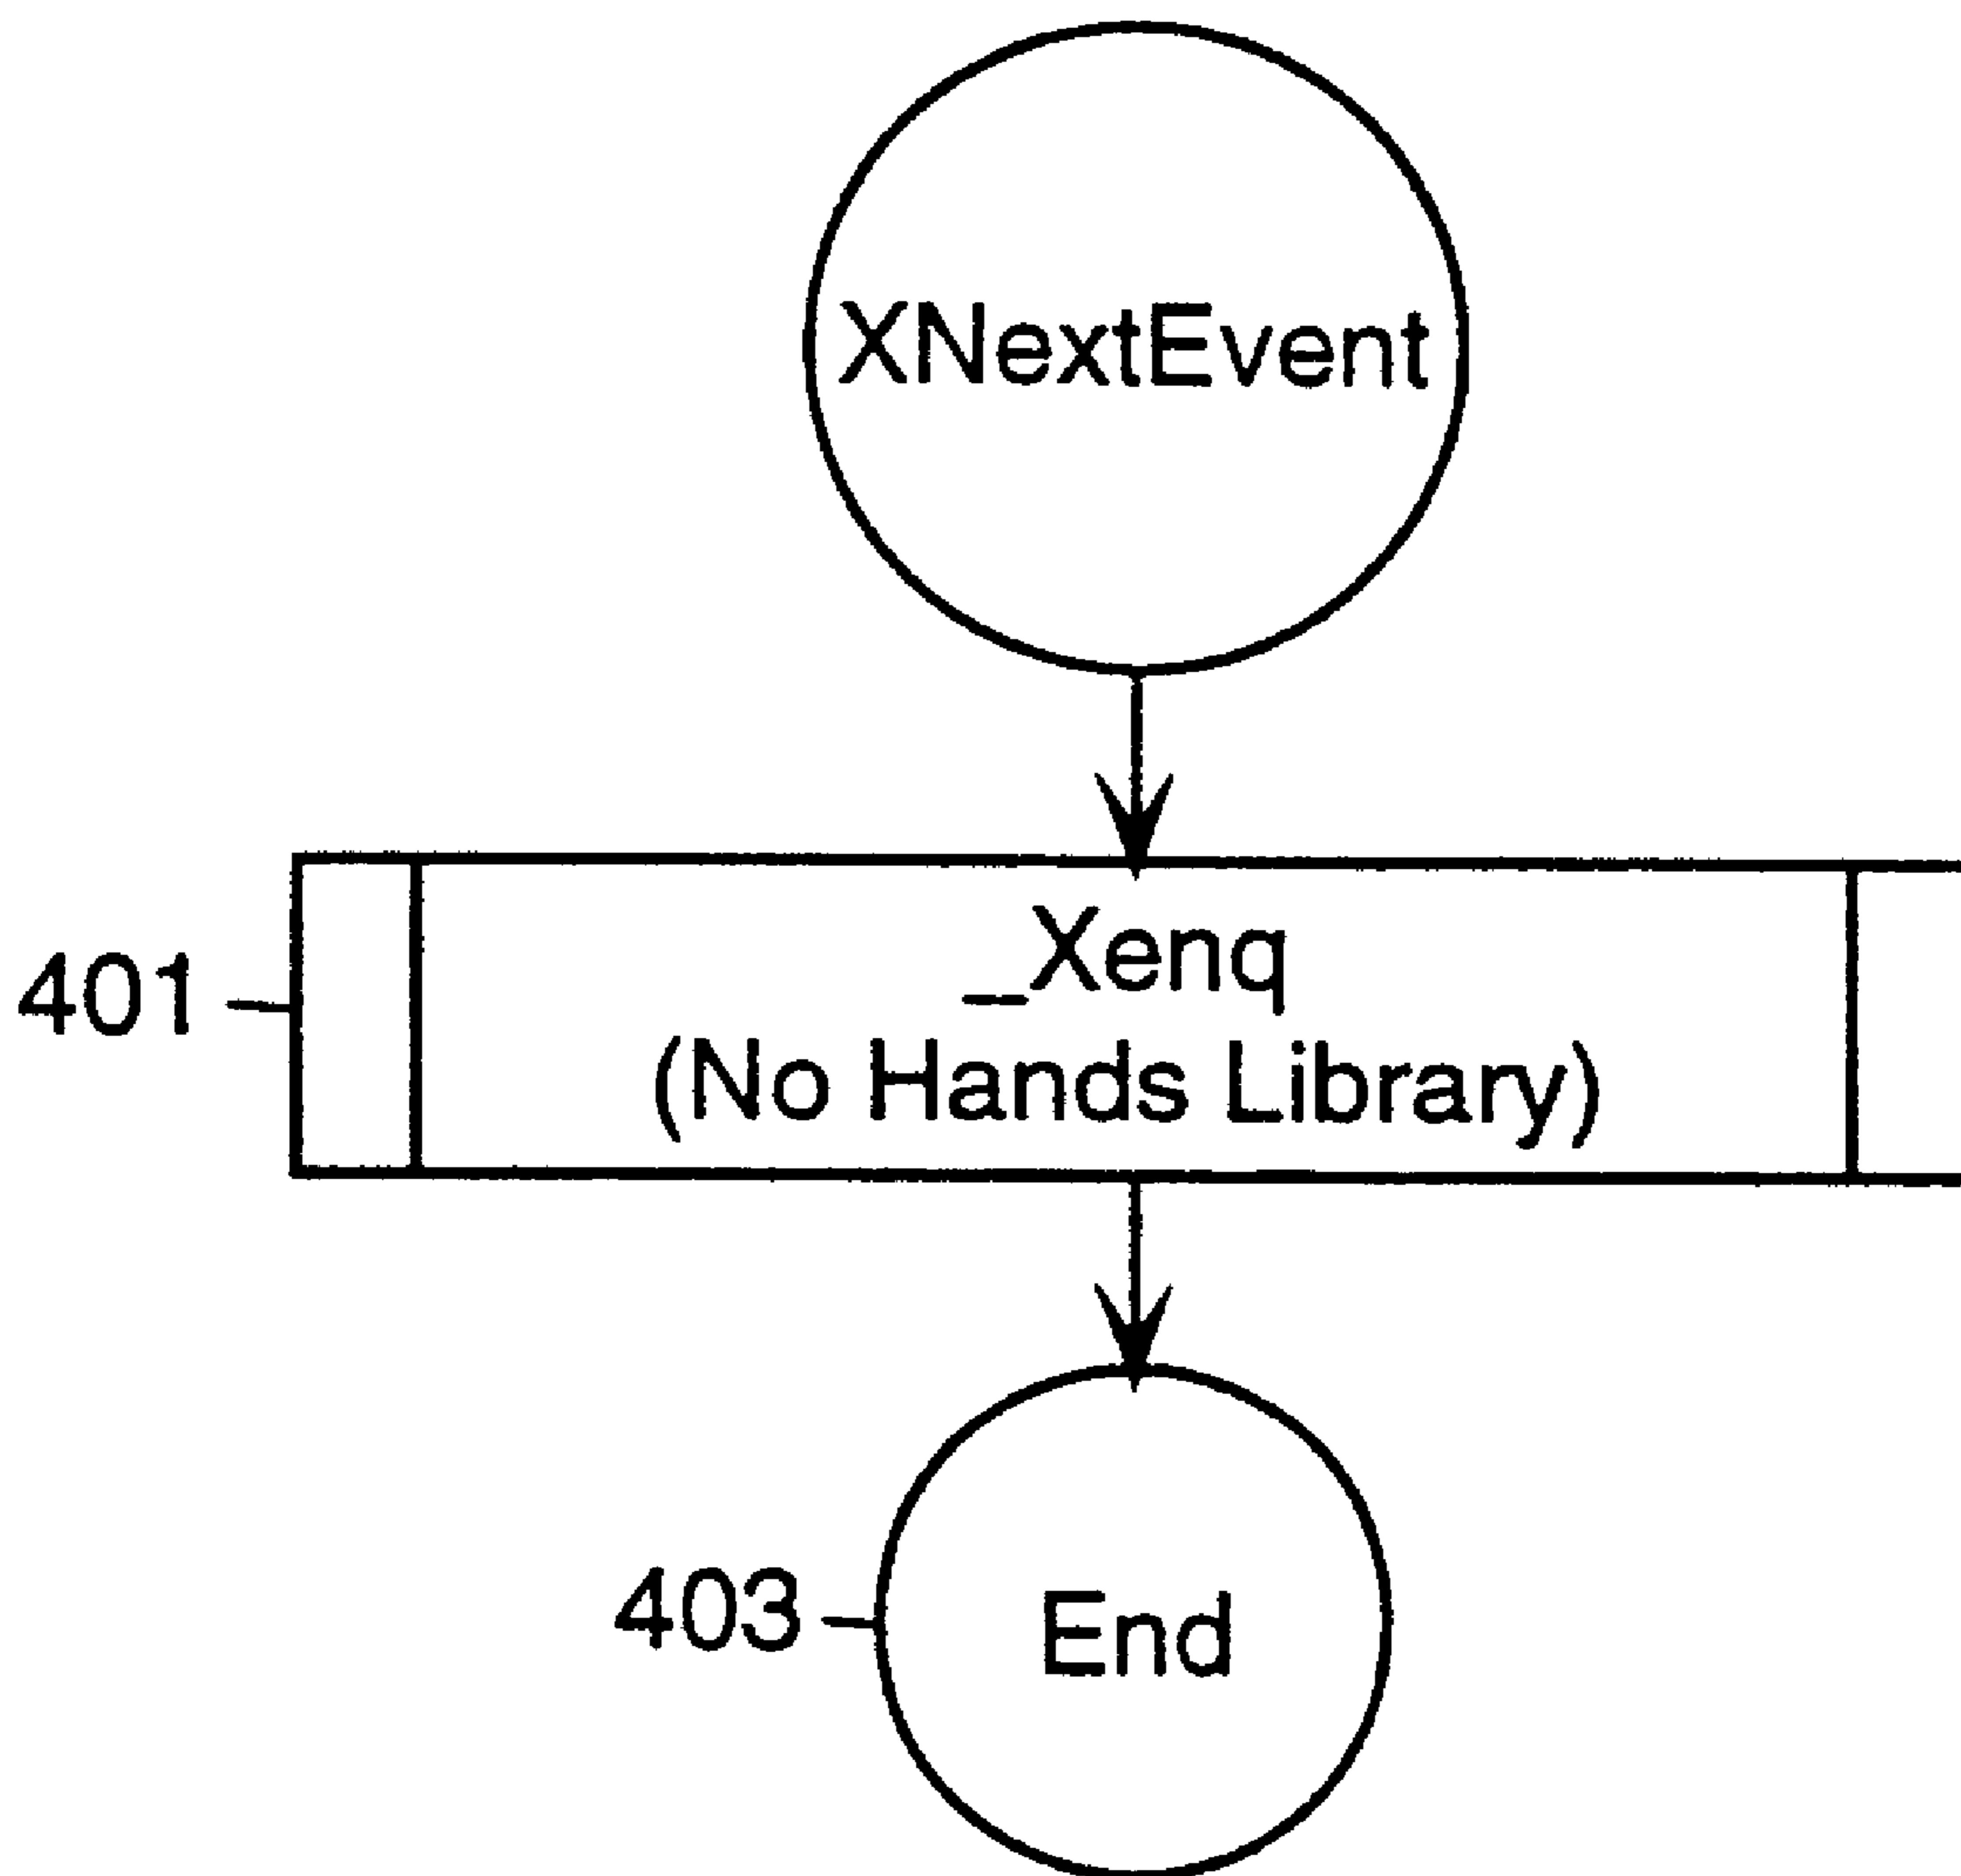 XNextEvent
401
_Xenq
(No Hands Library)
403
End